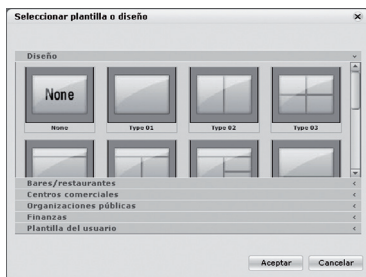 Seleccionar plantilla o diseño
Diseño
None
None
Type 01
Type 02
Type 03
Bares/restaurantes
Centros comerciales
Organizaciones públicas
Finanzas
Plantilla del usuario
Aceptar
Cancelar